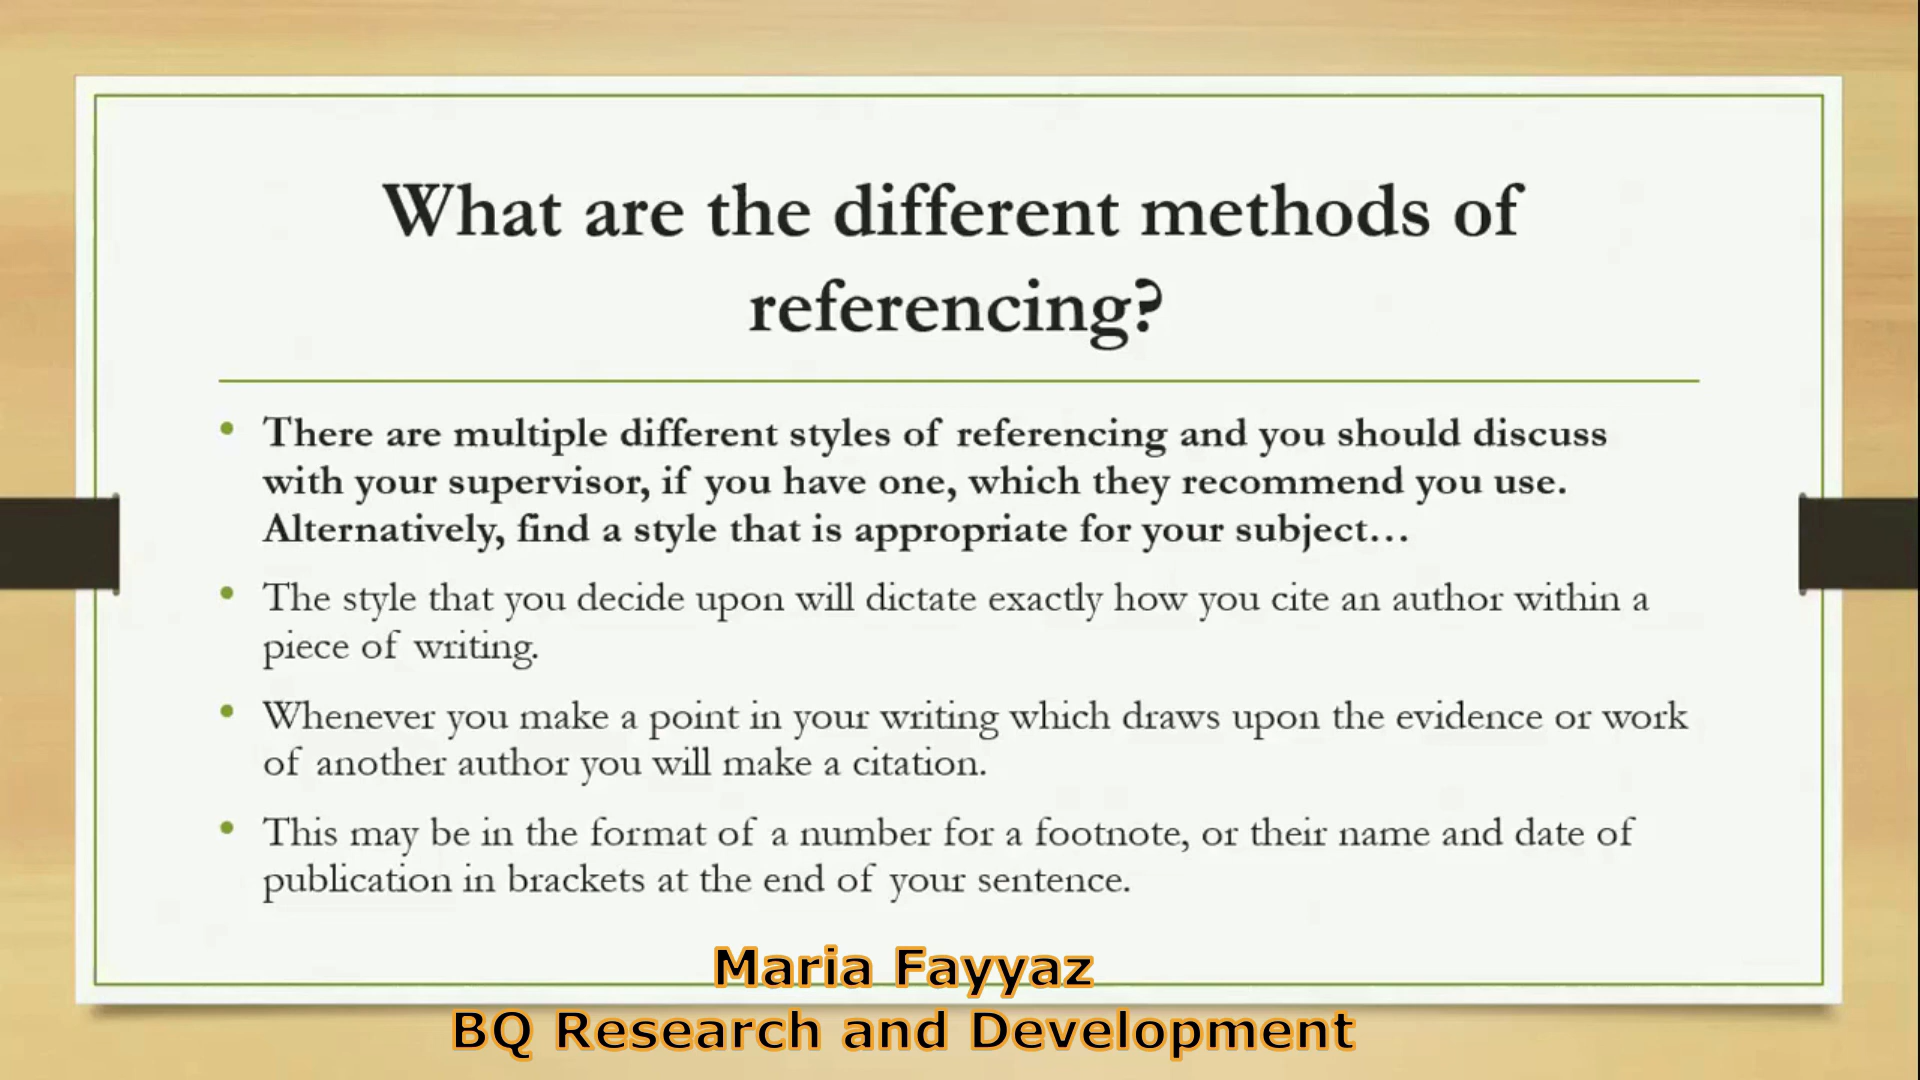 What are the different methods of
referencing?
• There are multiple different styles of referencing and you should discuss
with your supervisor, if you have one, which they recommend you use.
Alternatively, find a style that is appropriate for your subject…
• The style that you decide upon will dictate exactly how you cite an author within a
piece of writing.
• Whenever you make a point in your writing which draws upon the evidence or work
of another author you will make a citation.
• This may be in the format of a number for a footnote, or their name and date of
publication in brackets at the end of your sentence.
Maria Fayyaz
BQ Research and Development